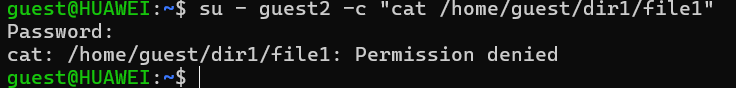 guest@HUAWEI:~$ su - guest2 -c "cat /home/guest/dir1/file1"
Password:
cat: /home/guest/dir1/file1: Permission denied
guest@HUAWEI:~$